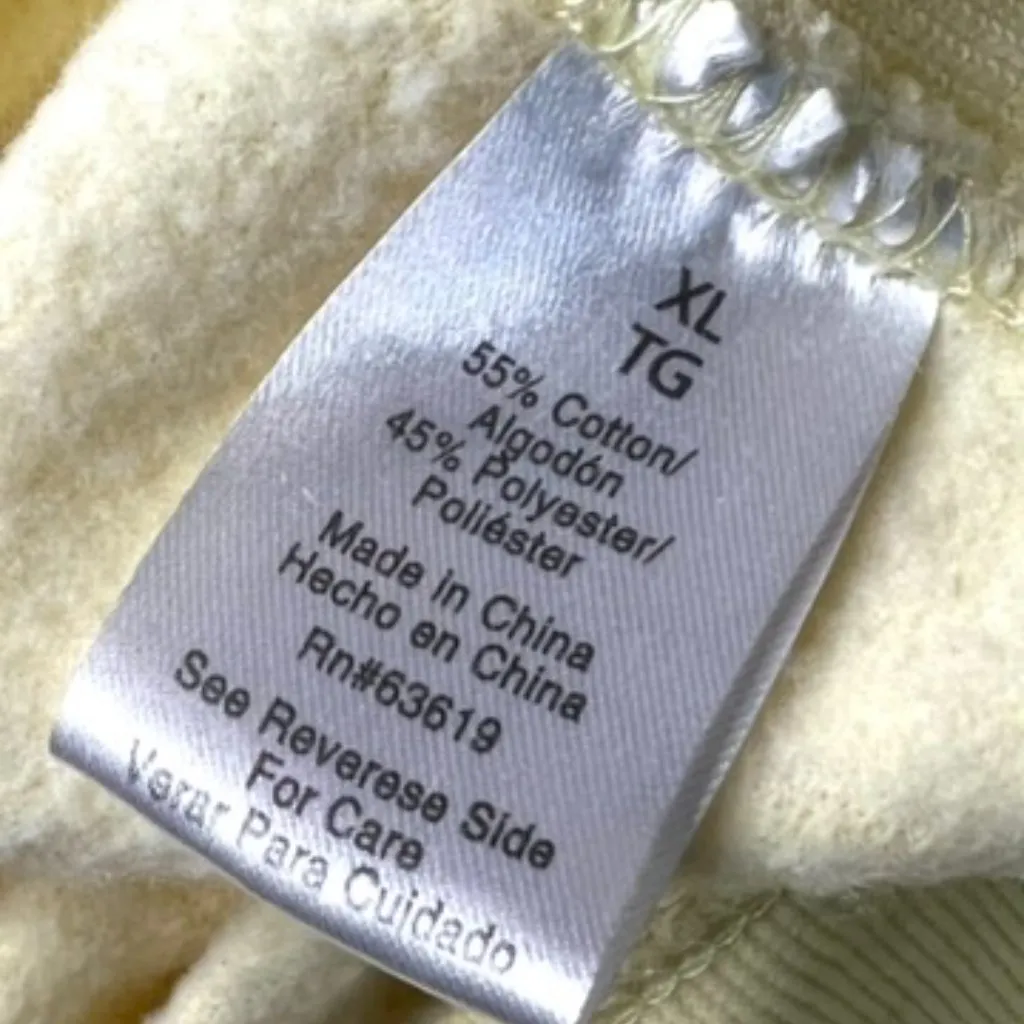 XL
TG
55% Cotton/
Algodón
45% Polyester/
Poliéster
Made in China
Hecho en China
Rn#63619
See Reverese Side
For Care
Verar Para Cuidado